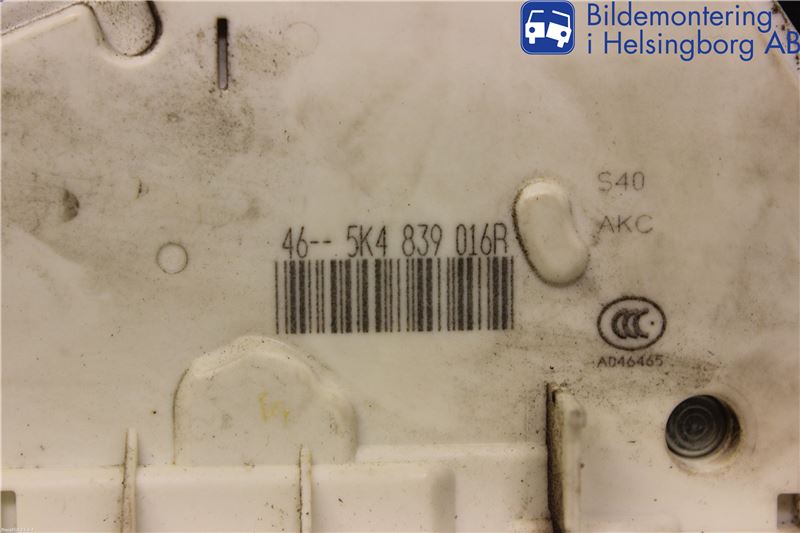 Bildemontering
i Helsingborg AB
S40
46-- 5K4 839 016R
AKC
A046465